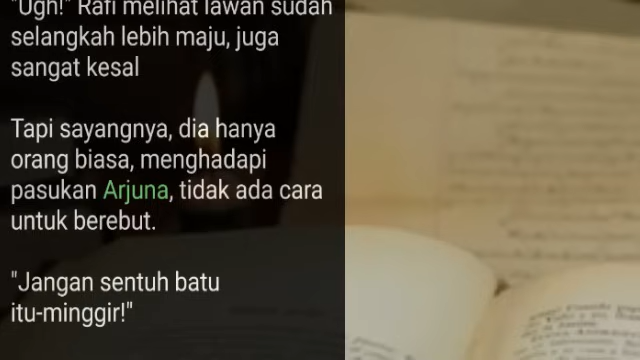 "Ugh!" Rafi melihat lawan sudah
selangkah lebih maju, juga
sangat kesal
Tapi sayangnya, dia hanya
orang biasa, menghadapi
pasukan Arjuna, tidak ada cara
untuk berebut.
"Jangan sentuh batu
itu-minggir!"